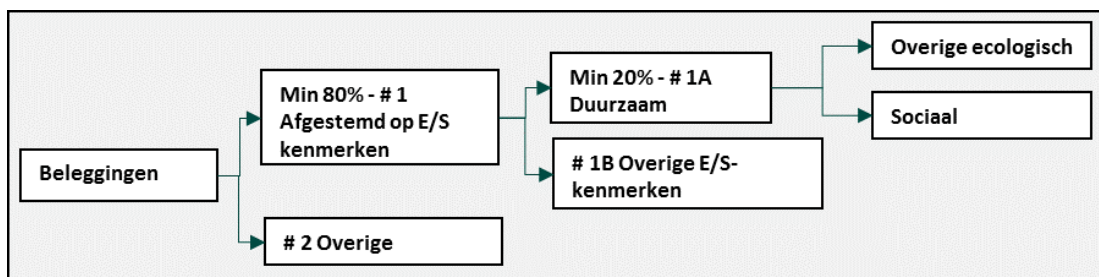 Beleggingen
Min 80% - # 1
Afgestemd op E/S
kenmerken
# 2 Overige
Min 20% - # 1A
Duurzaam
# 1B Overige E/S-
kenmerken
Overige ecologisch
Sociaal